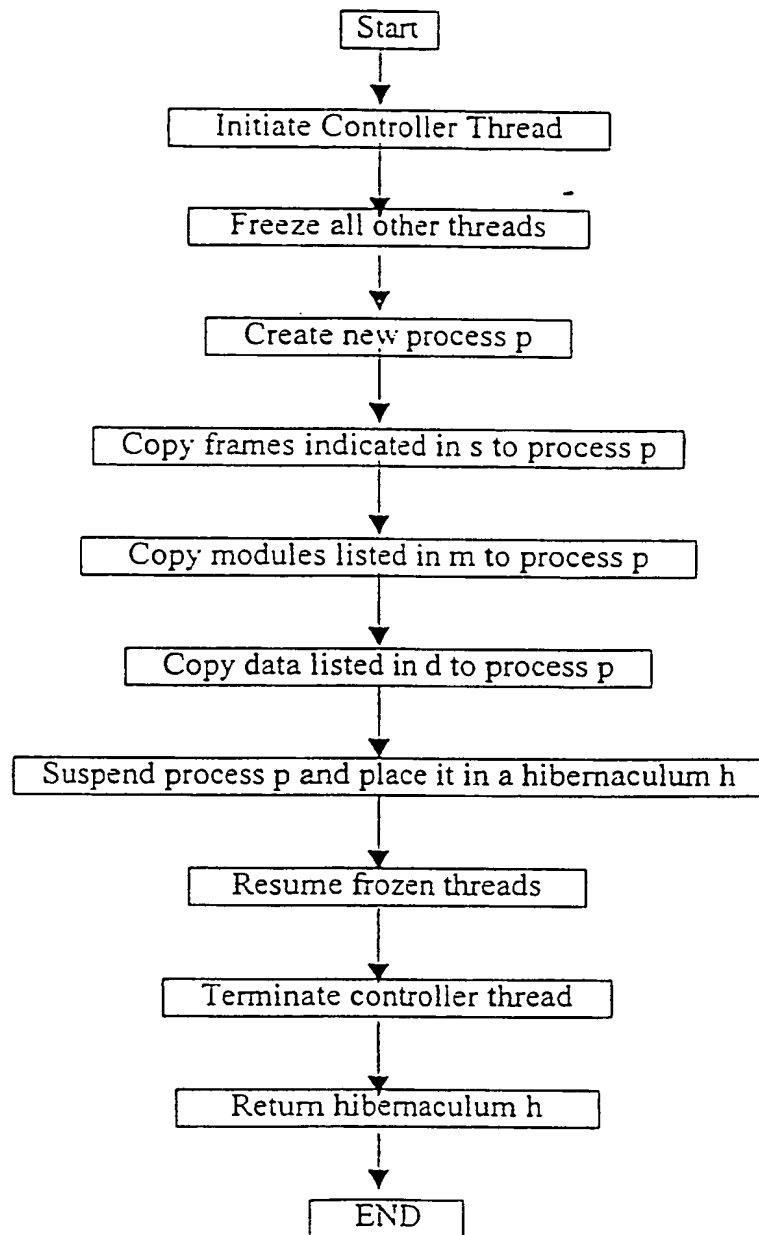 Start
Initiate Controller Thread
Freeze all other threads
Create new process p
Copy frames indicated in s to process p
Copy modules listed in m to process p
Copy data listed in d to process p
Suspend process p and place it in a hibernaculum h
Resume frozen threads
Terminate controller thread
Return hibernaculum h
END